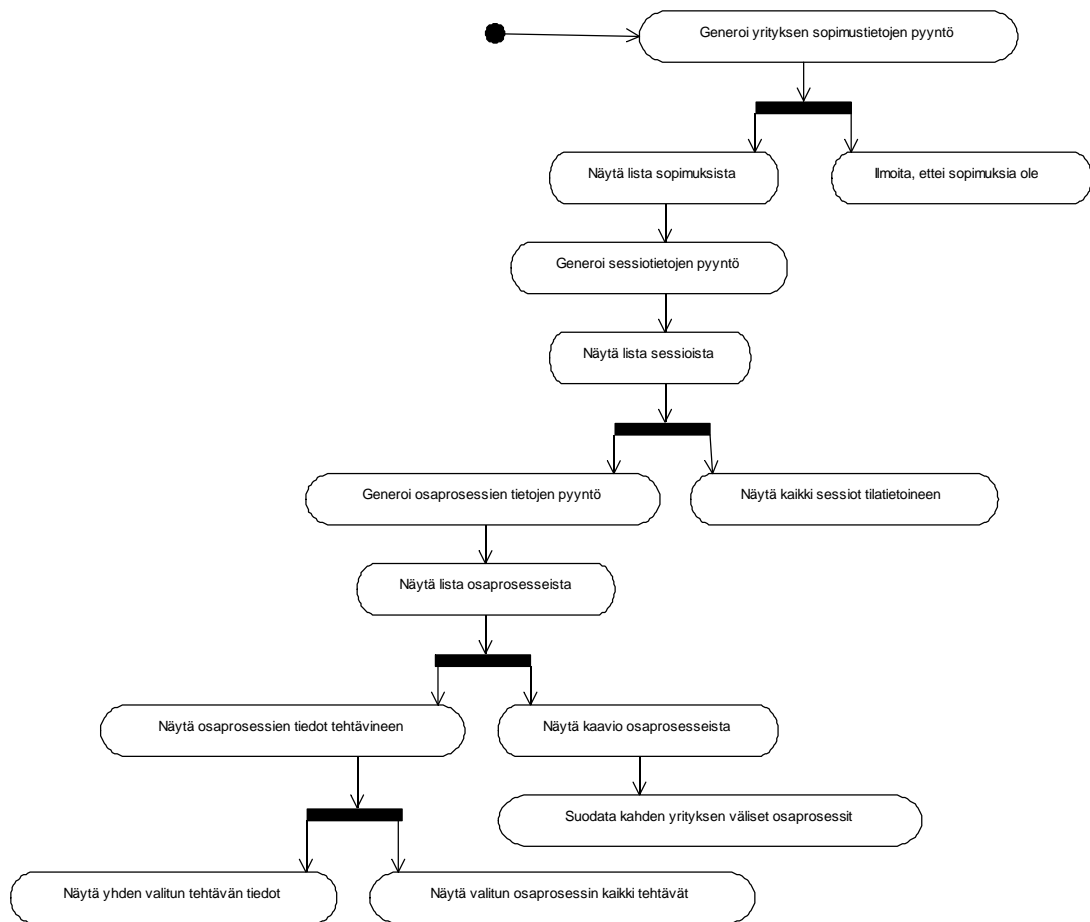 Generoi yrityksen sopimustietojen pyyntö
Näytä lista sopimuksista
Ilmoita, ettei sopimuksia ole
Generoi sessiotietojen pyyntö
Näytä lista sessioista
Generoi osaprosessien tietojen pyyntö
Näytä kaikki sessiot tilatietoineen
Näytä lista osaprosesseista
Näytä osaprosessien tiedot tehtävineen
Näytä kaavio osaprosesseista
Suodata kahden yrityksen väliset osaprosessit
Näytä yhden valitun tehtävän tiedot
Näytä valitun osaprosessin kaikki tehtävät